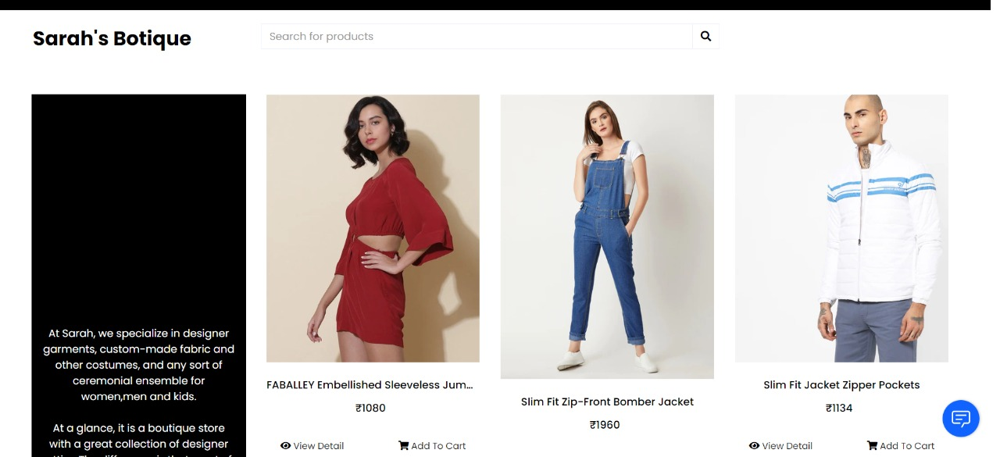 Sarah's Botique
Search for products
At Sarah, we specialize in designer
garments, custom-made fabric and
other costumes, and any sort of
ceremonial ensemble for
women,men and kids.
At a glance, it is a boutique store
with a great collection of designer
FABALLEY Embellished Sleeveless Jum...
₹1080
View Detail
Add To Cart
Slim Fit Zip-Front Bomber Jacket
₹1960
Slim Fit Jacket Zipper Pockets
₹1134
View Detail
Add To Cart